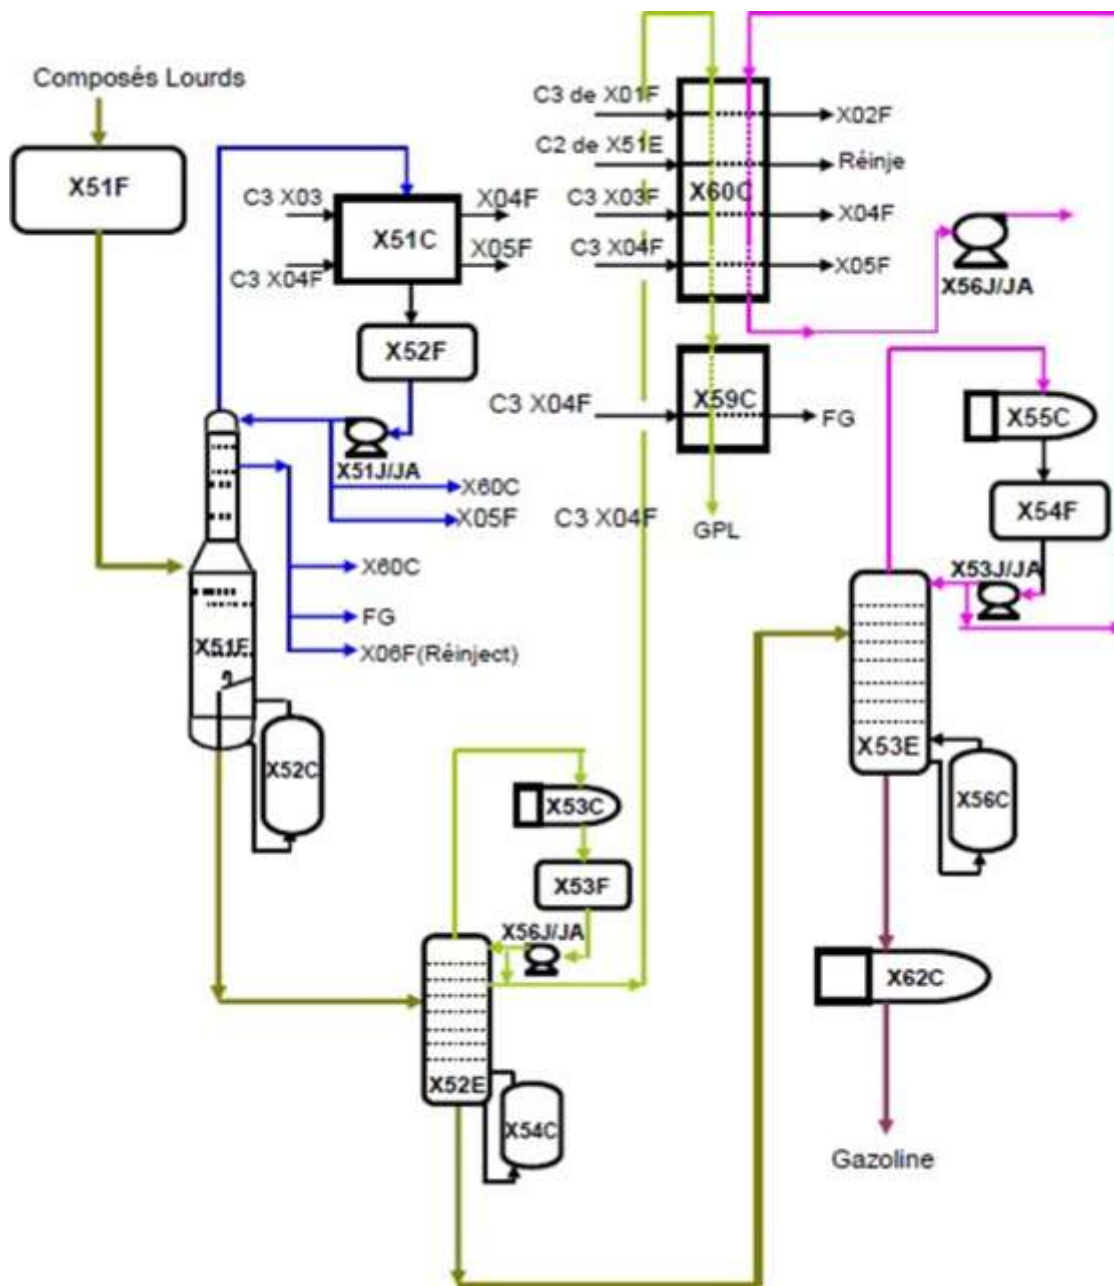 Composés Lourds
X51F
C3 X03
X04F
X51C
X05F
C3 X04F
X52F
X51J/JA
X60C
X05F
X60C
FG
X06F(Réinject)
X51E
X52C
C3 de X01F
X02F
C2 de X51E
Réinje
X60C
C3 X03F
X04F
C3 X04F
X05F
X56J/JA
X59C
C3 X04F
FG
C3 X04F
GPL
X55C
X54F
X53J/JA
X53E
X56C
X53C
X53F
X56J/JA
X52E
X54C
X62C
Gazoline